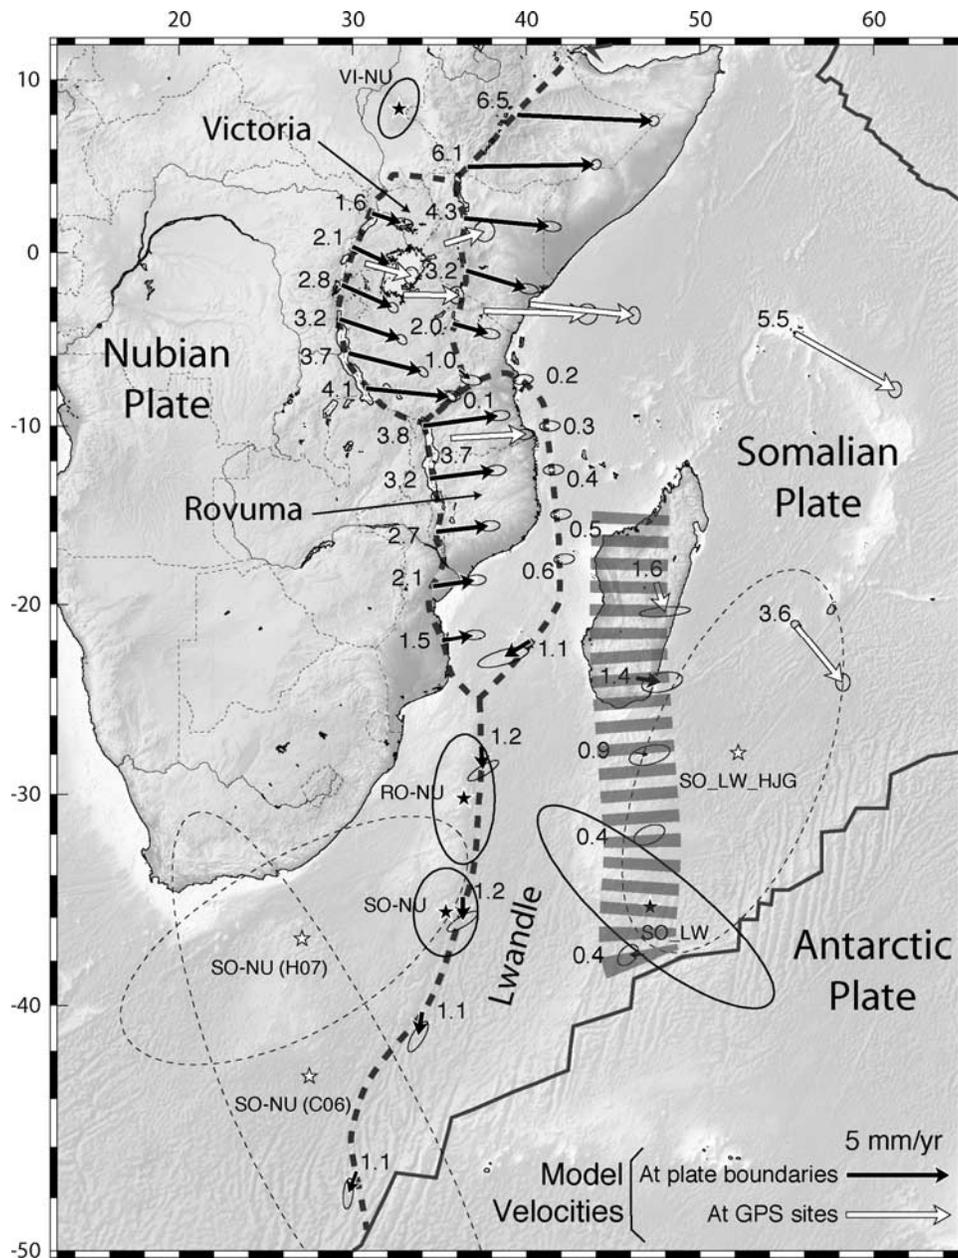 20 30 40 50 60
10
0
-10
-20
-30
-40
-50
VI-NU
Victoria
6.5
6.1
1.6
4.3
2.1
3.2
2.8
3.2
2.0
5.5
Nubian
Plate
3.7
1.0
0.2
4.1
0.1
3.8
0.3
3.7
Somalian
Plate
3.2
0.4
Rovuma
2.7
0.5
2.1
0.6
1.6
1.5
1.1
3.6
1.4
1.2
0.9
RO-NU
SO_LW_HJG
0.4
1.2
SO-NU
SO_LW
Lwandle
SO-NU (H07)
0.4
Antarctic
Plate
1.1
SO-NU (C06)
1.1
5 mm/yr
Model
Velocities
At plate boundaries
At GPS sites